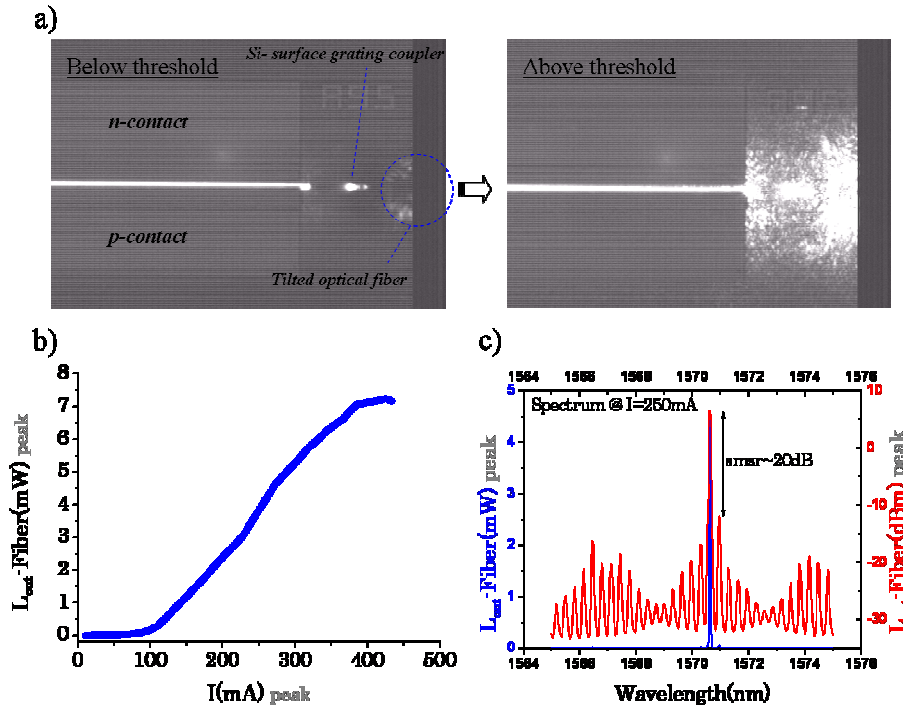 a)
Si- surface grating coupler
Below threshold
n-contact
p-contact
Tilted optical fiber
Above threshold
b)
8
7
6
5
4
3
2
1
0
0 100 200 300 400 500
L_out-Fiber(mW) peak
I(mA) peak
c)
1564 1566 1568 1570 1572 1574 1576
Spectrum @ I=250mA
smsr~20dB
5
4
3
2
1
0
L_out-Fiber(mW) peak
10
0
-10
-20
-30
-Fiber(dBm) peak
1564 1566 1568 1570 1572 1574 1576
Wavelength(nm)